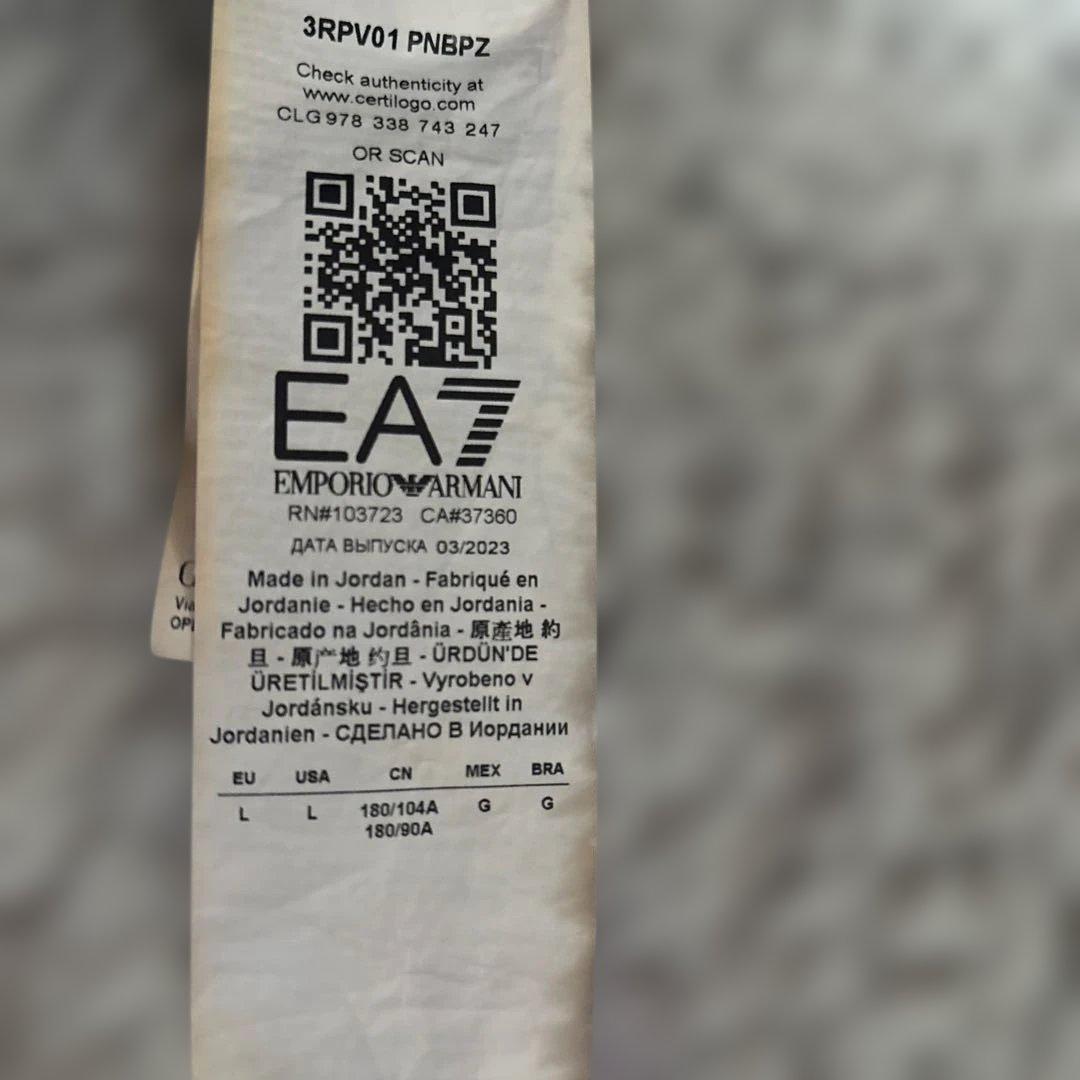 3RPV01 PNBPZ
Check authenticity at
www.certilogo.com
CLG 978 338 743 247
OR SCAN
EA7
EMPORIO ARMANI
RN#103723 CA#37360
ДАТА ВЫПУСКА 03/2023
Made in Jordan - Fabriqué en
Jordanie - Hecho en Jordania -
Fabricado na Jordânia - 原產地 約
旦 - 原产地 约旦 - ÜRDÜN'DE
ÜRETİLMİŞTİR - Vyrobeno v
Jordánsku - Hergestellt in
Jordanien - СДЕЛАНО В Иордании
EU USA CN MEX BRA
L L 180/104A G G
180/90A